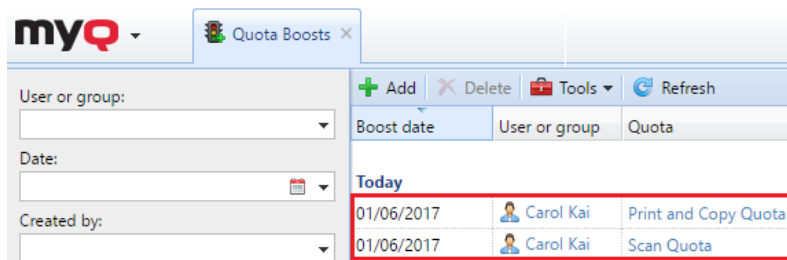 myQ
Quota Boosts
User or group:
Date:
Created by:
Add Delete Tools Refresh
Boost date User or group Quota
Today
01/06/2017 Carol Kai Print and Copy Quota
01/06/2017 Carol Kai Scan Quota